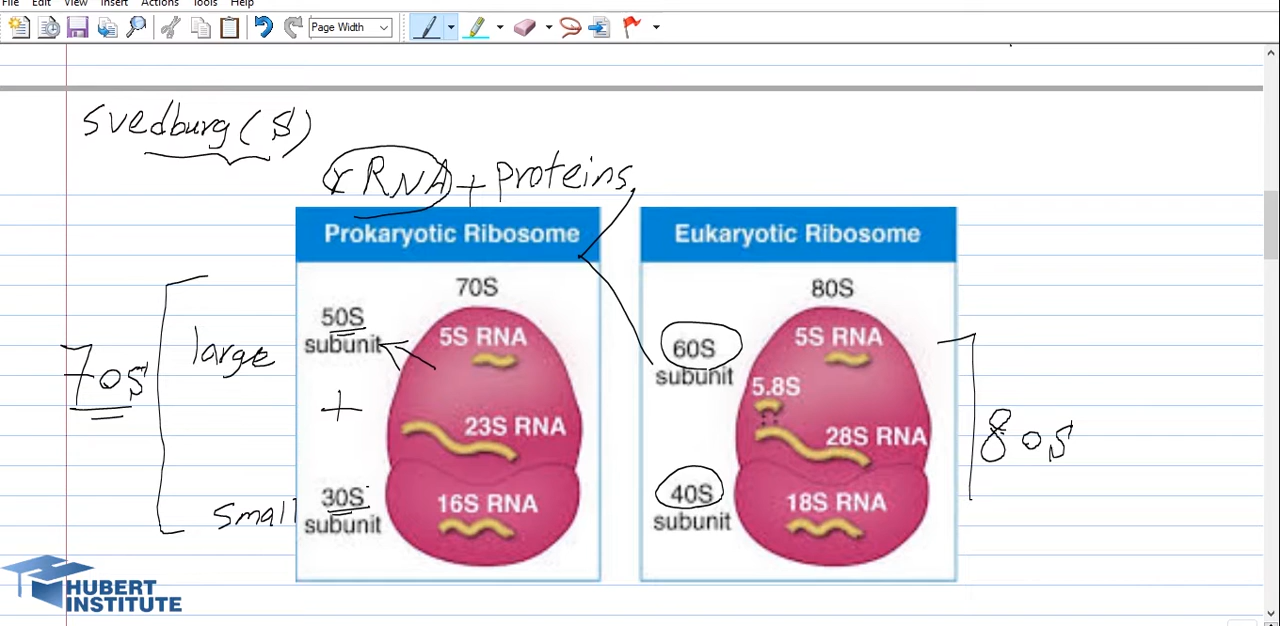 File Edit View Insert Actions Tools Help
Page Width
Svedburg (S)
rRNA + proteins
Prokaryotic Ribosome
70S
50S
subunit
5S RNA
large
70S
+
23S RNA
30S
subunit
16S RNA
Small
Eukaryotic Ribosome
80S
60S
subunit
5S RNA
5.8S
28S RNA
40S
subunit
18S RNA
80S
HUBERT
INSTITUTE